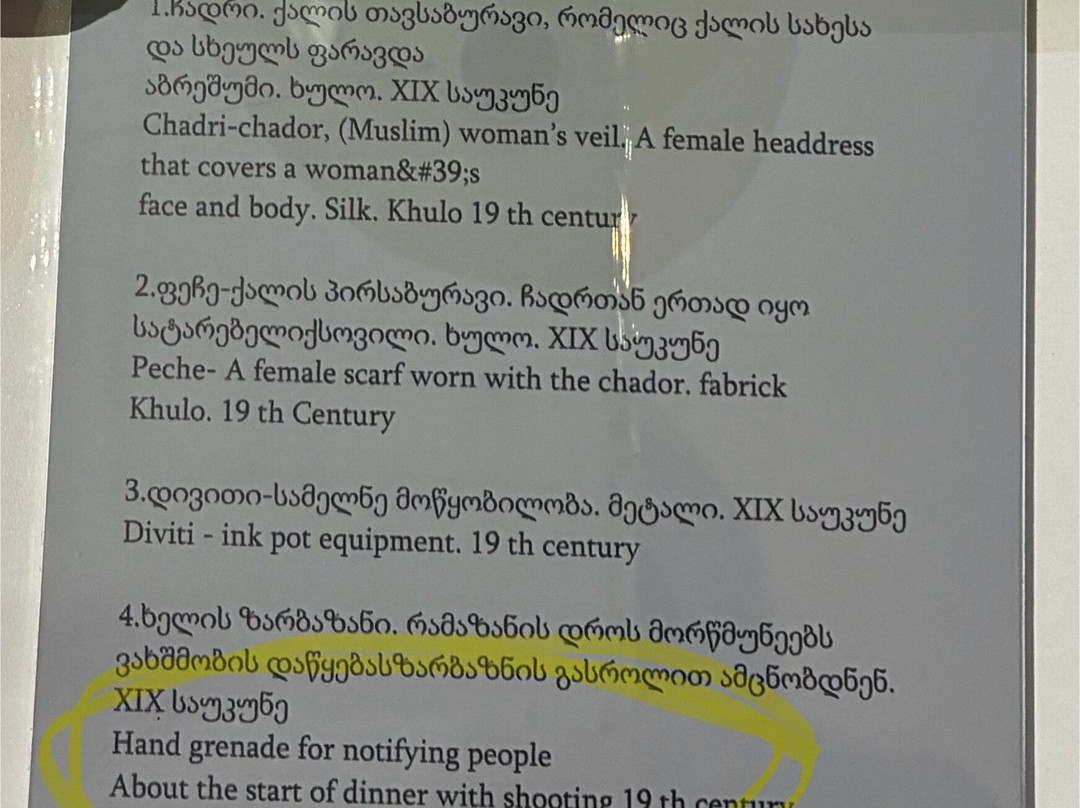 1.ჩადრი. ქალის თავსაბურავი, რომელიც ქალის სახესა
და სხეულს ფარავდა
აბრეშუმი. ხულო. XIX საუკუნე
Chadri-chador, (Muslim) woman’s veil. A female headdress
that covers a woman&#39;s
face and body. Silk. Khulo 19 th century
2.ფეჩე-ქალის პირსაბურავი. ჩადრთან ერთად იყო
სატარებელიქსოვილი. ხულო. XIX საუკუნე
Peche- A female scarf worn with the chador. fabrick
Khulo. 19 th Century
3.დივითი-სამელნე მოწყობილობა. მეტალი. XIX საუკუნე
Diviti - ink pot equipment. 19 th century
4.ხელის ზარბაზანი. რამაზანის დროს მორწმუნეებს
ვახშმობის დაწყებასზარბაზნის გასროლით ამცნობდნენ.
XIX საუკუნე
Hand grenade for notifying people
About the start of dinner with shooting 19 th century